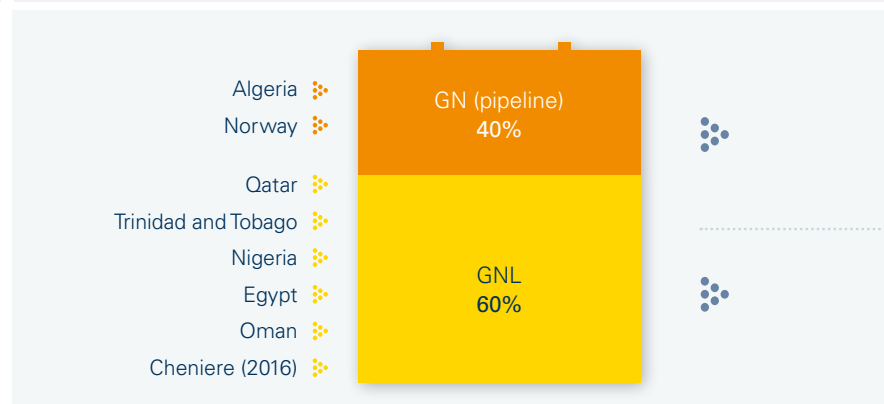 Algeria
Norway
Qatar
Trinidad and Tobago
Nigeria
Egypt
Oman
Cheniere (2016)
GN (pipeline)
40%
GNL
60%